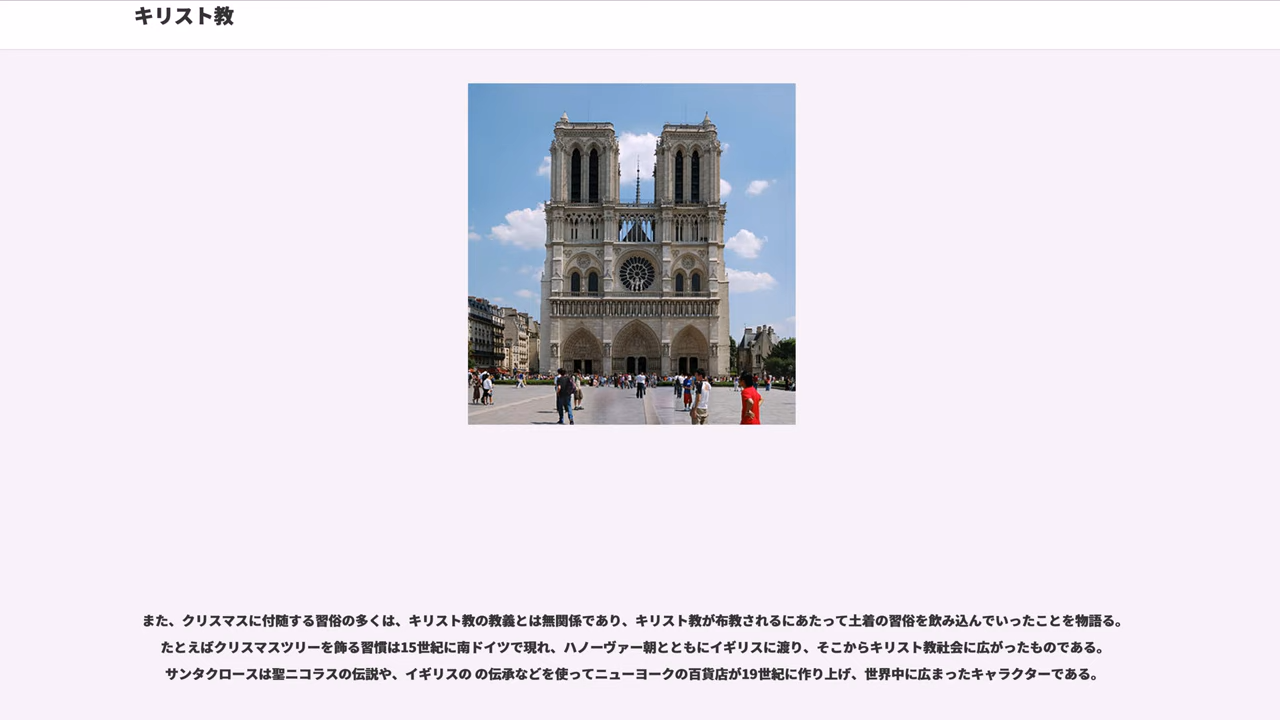 キリスト教
また、クリスマスに付随する習俗の多くは、キリスト教の教義とは無関係であり、キリスト教が布教されるにあたって土着の習俗を飲み込んでいったことを物語る。
たとえばクリスマスツリーを飾る習慣は15世紀に南ドイツで現れ、ハノーヴァー朝とともにイギリスに渡り、そこからキリスト教社会に広がったものである。
サンタクロースは聖ニコラスの伝説や、イギリスの の伝承などを使ってニューヨークの百貨店が19世紀に作り上げ、世界中に広まったキャラクターである。